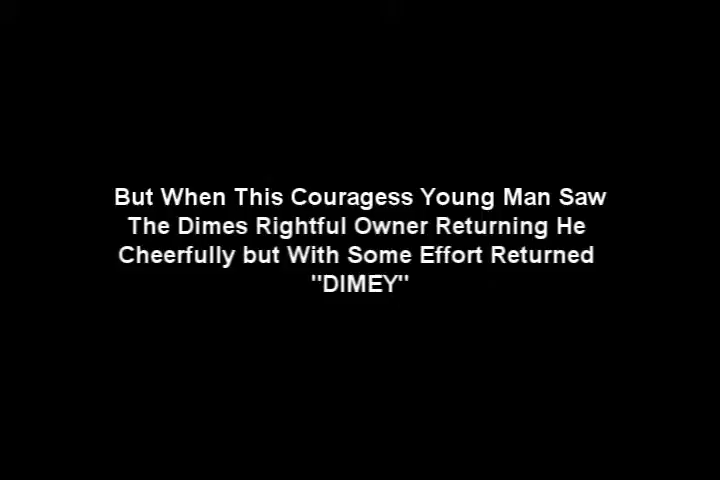 But When This Couragess Young Man Saw
The Dimes Rightful Owner Returning He
Cheerfully but With Some Effort Returned
"DIMEY"